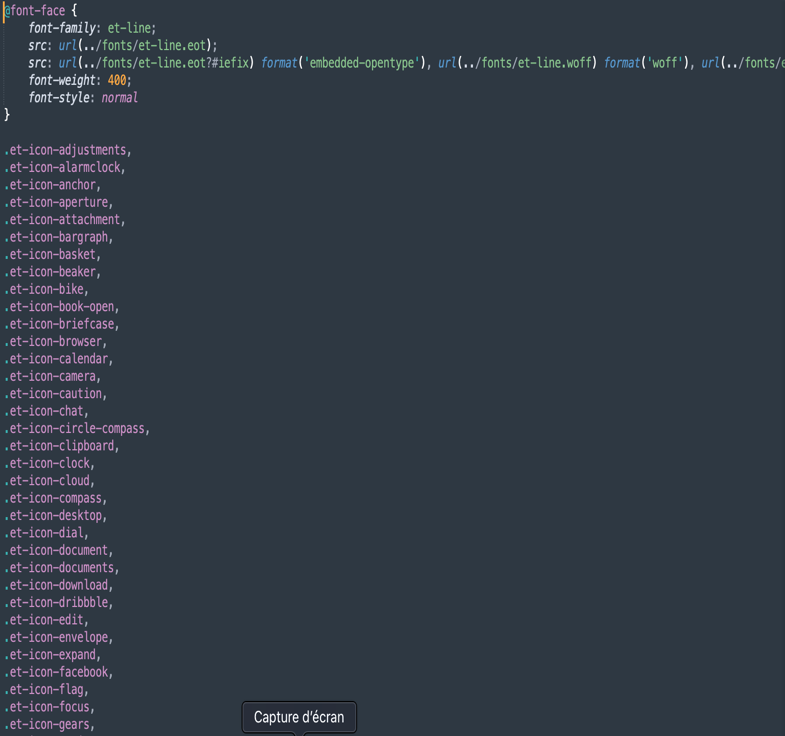 @font-face {
font-family: et-line;
src: url(../fonts/et-line.eot);
src: url(../fonts/et-line.eot?#iefix) format('embedded-opentype'), url(../fonts/et-line.woff) format('woff'), url(../fonts/e
font-weight: 400;
font-style: normal
}
.et-icon-adjustments,
.et-icon-alarmclock,
.et-icon-anchor,
.et-icon-aperture,
.et-icon-attachment,
.et-icon-bargraph,
.et-icon-basket,
.et-icon-beaker,
.et-icon-bike,
.et-icon-book-open,
.et-icon-briefcase,
.et-icon-browser,
.et-icon-calendar,
.et-icon-camera,
.et-icon-caution,
.et-icon-chat,
.et-icon-circle-compass,
.et-icon-clipboard,
.et-icon-clock,
.et-icon-cloud,
.et-icon-compass,
.et-icon-desktop,
.et-icon-dial,
.et-icon-document,
.et-icon-documents,
.et-icon-download,
.et-icon-dribbble,
.et-icon-edit,
.et-icon-envelope,
.et-icon-expand,
.et-icon-facebook,
.et-icon-flag,
.et-icon-focus,
.et-icon-gears,
Capture d'écran